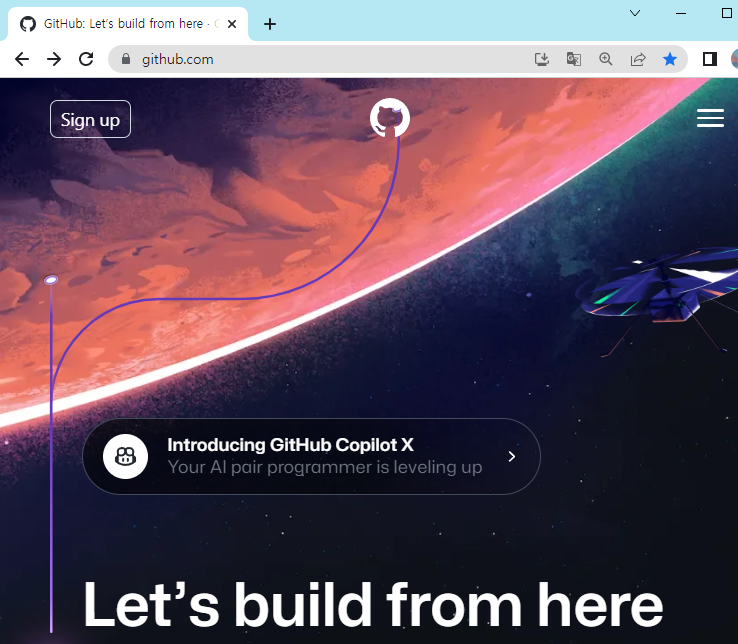 GitHub: Let's build from here ·
github.com
Sign up
Introducing GitHub Copilot X
Your AI pair programmer is leveling up
Let's build from here